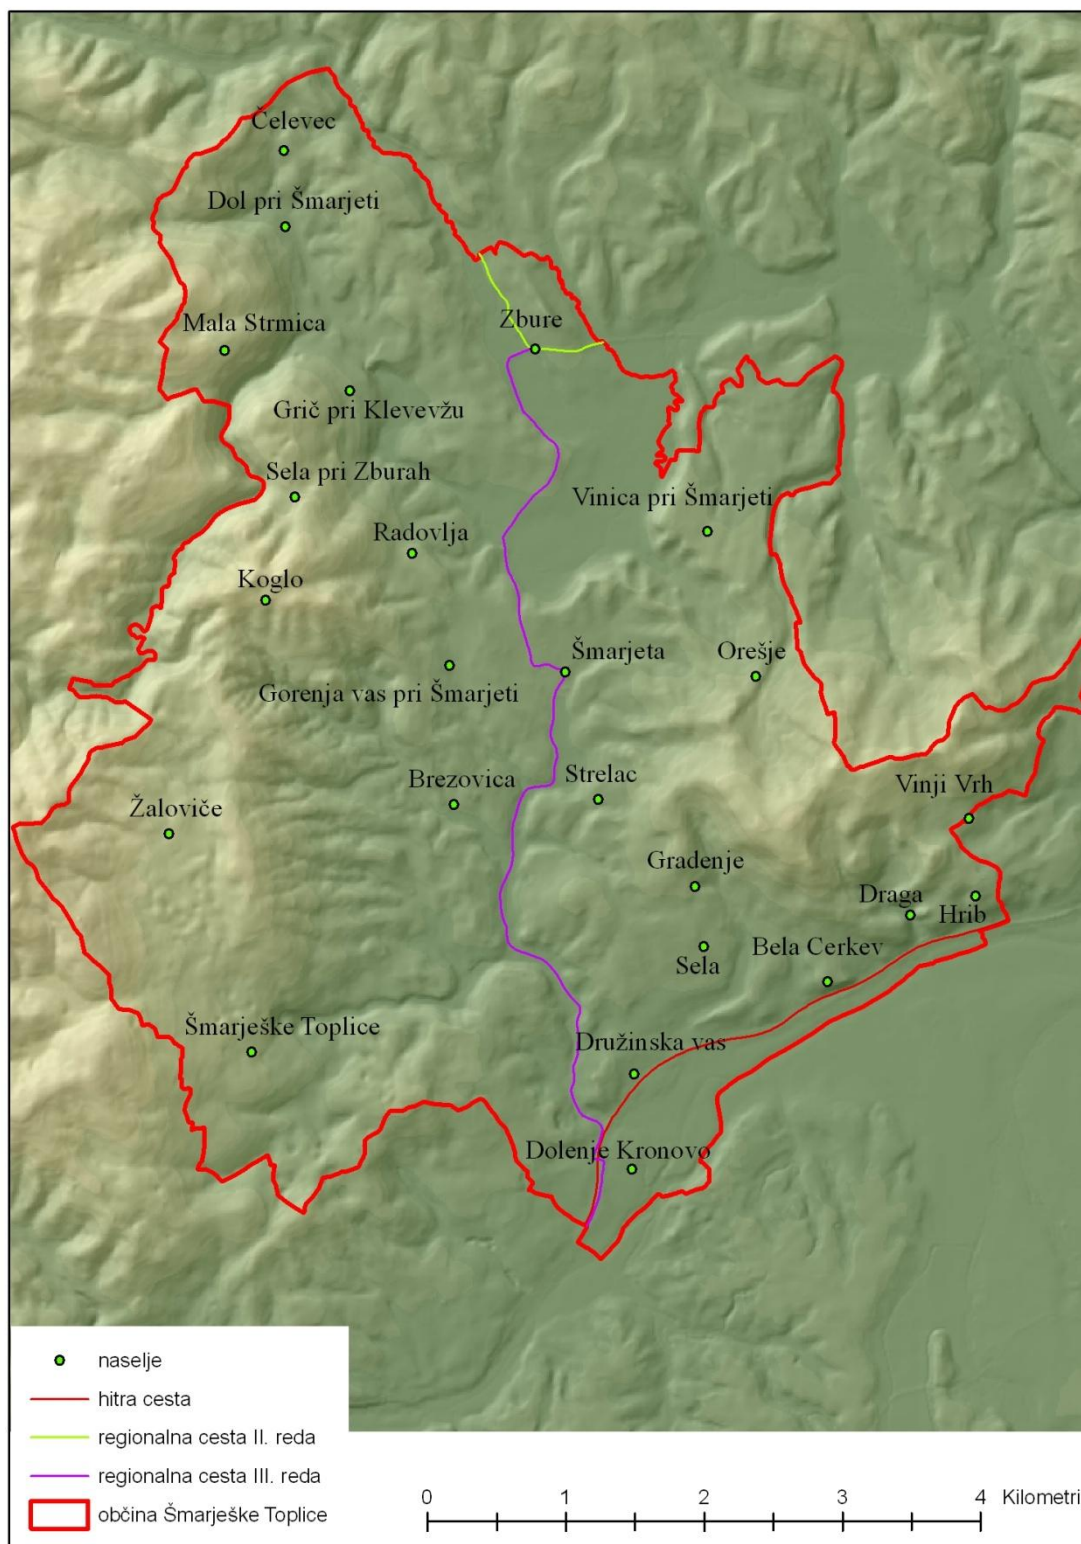 Čelevec
Dol pri Šmarjeti
Zbure
Mala Strmica
Grič pri Klevevžu
Sela pri Zburah
Vinica pri Šmarjeti
Radovlja
Koglo
Šmarjeta
Orešje
Gorenja vas pri Šmarjeti
Brezovica
Strelac
Vinji Vrh
Žaloviče
Gradenje
Draga
Hrib
Bela Cerkev
Sela
Šmarješke Toplice
Družinska vas
Dolenje Kronovo
naselje
hitra cesta
regionalna cesta II. reda
regionalna cesta III. reda
občina Šmarješke Toplice
0 1 2 3 4 Kilometri